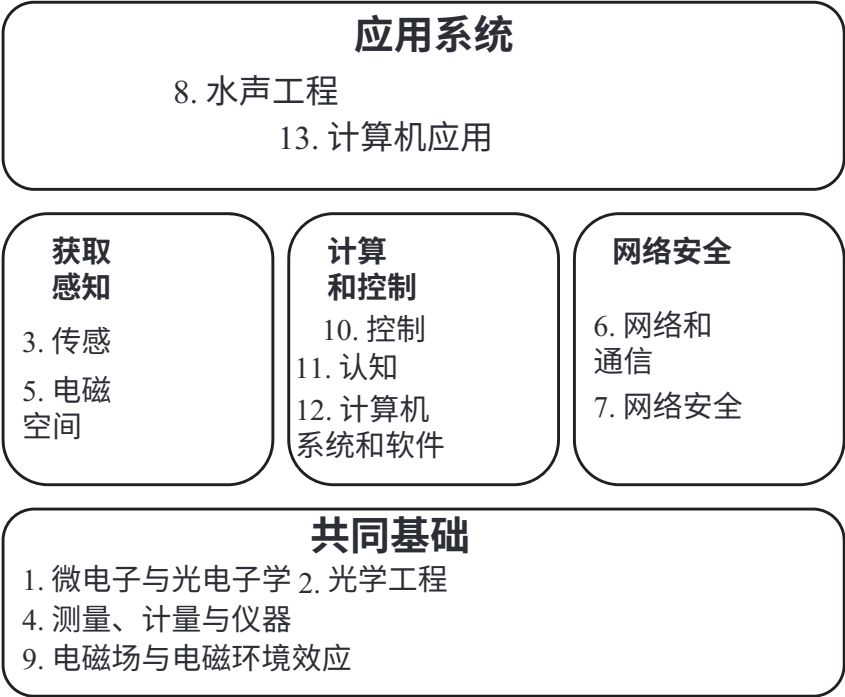 应用系统
8. 水声工程
13. 计算机应用
获取
感知
3. 传感
5. 电磁
空间
计算
和控制
10. 控制
11. 认知
12. 计算机
系统和软件
网络安全
6. 网络和
通信
7. 网络安全
共同基础
1. 微电子与光电子学 2. 光学工程
4. 测量、计量与仪器
9. 电磁场与电磁环境效应